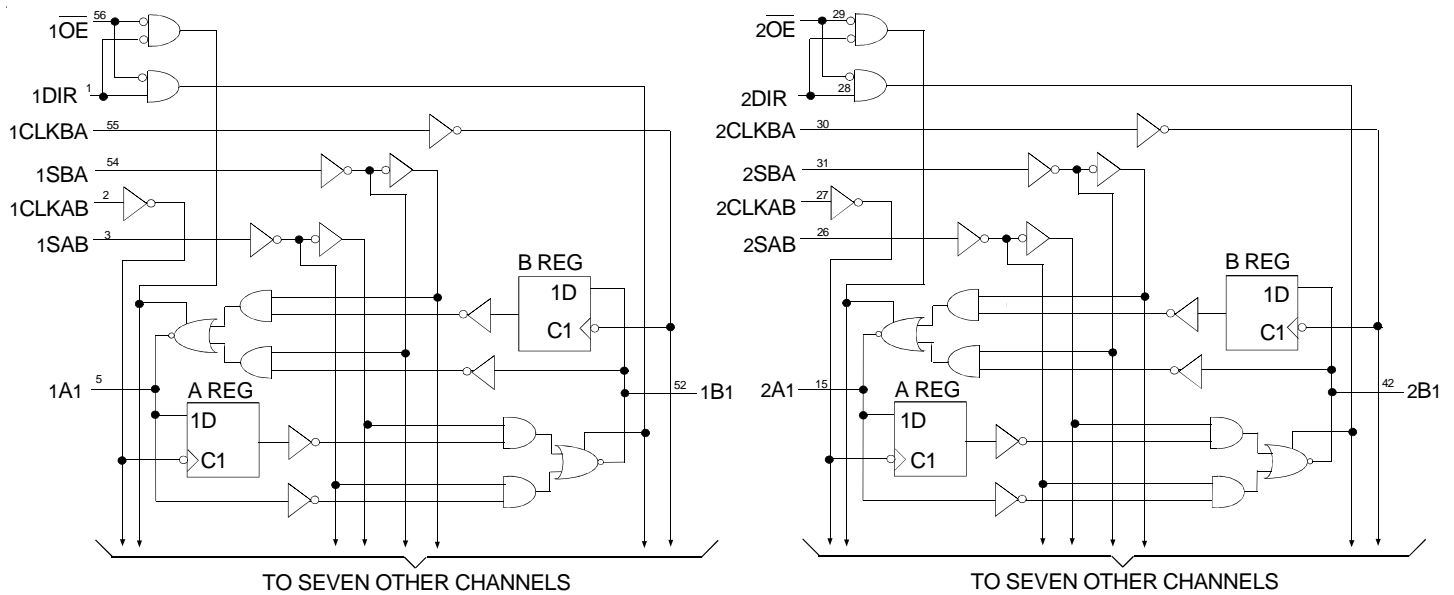 1OE 56
1DIR 1
1CLKBA 55
1SBA 54
1CLKAB 2
1SAB 3
B REG
1D
C1
1A1 5
A REG
1D
C1
52 1B1
TO SEVEN OTHER CHANNELS
2OE 29
2DIR 28
2CLKBA 30
2SBA 31
2CLKAB 27
2SAB 26
B REG
1D
C1
2A1 15
A REG
1D
C1
42 2B1
TO SEVEN OTHER CHANNELS